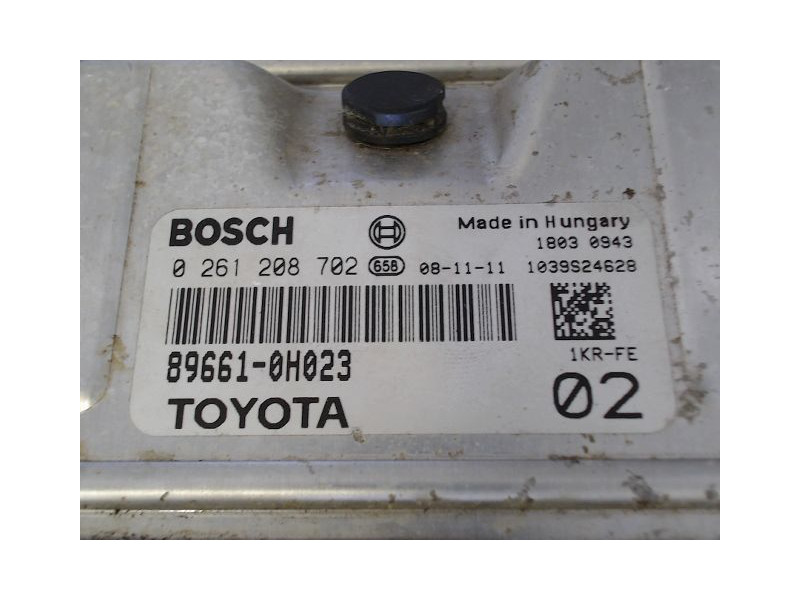 BOSCH
Made in Hungary
1803 0943
0 261 208 702 658 08-11-11 1039S24628
89661-0H023
1KR-FE
TOYOTA
02